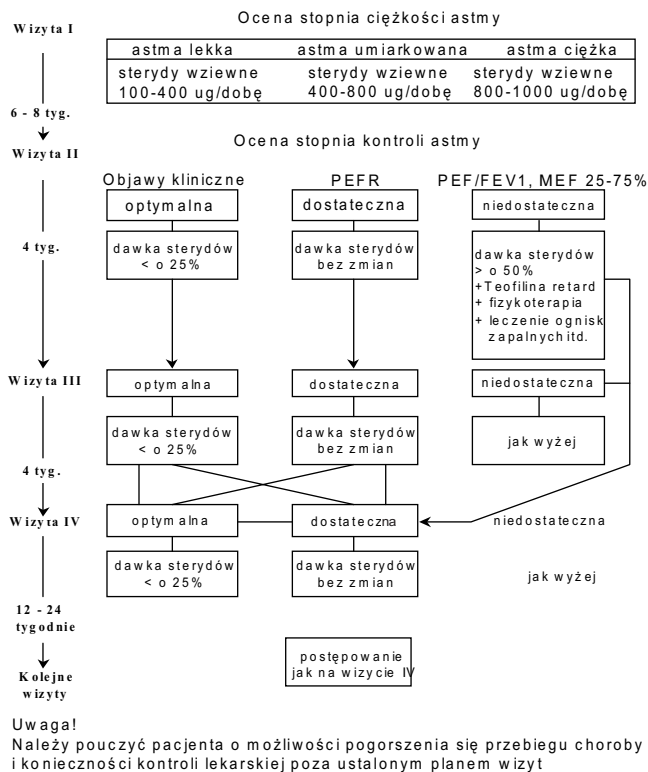 Wizyta I
Ocena stopnia ciężkości astmy
astma lekka astma umiarkowana astma ciężka
sterydy wziewne sterydy wziewne sterydy wziewne
100-400 ug/dobę 400-800 ug/dobę 800-1000 ug/dobę
6 - 8 tyg.
Ocena stopnia kontroli astmy
Wizyta II
Objawy kliniczne PEFR PEF/FEV1, MEF 25-75%
optymalna dostateczna niedostateczna
4 tyg.
dawka sterydów
< o 25%
dawka sterydów
bez zmian
dawka sterydów
> o 50%
+Teofilina retard
+ fizykoterapia
+ leczenie ognisk
zapalnych itd.
Wizyta III
optymalna dostateczna niedostateczna
dawka sterydów
< o 25%
dawka sterydów
bez zmian
jak wyżej
4 tyg.
Wizyta IV
optymalna dostateczna niedostateczna
dawka sterydów
< o 25%
dawka sterydów
bez zmian
jak wyżej
12 - 24
tygodnie
postępowanie
jak na wizycie IV
Kolejne
wizyty
Uwaga!
Należy pouczyć pacjenta o możliwości pogorszenia się przebiegu choroby
i konieczności kontroli lekarskiej poza ustalonym planem wizyt